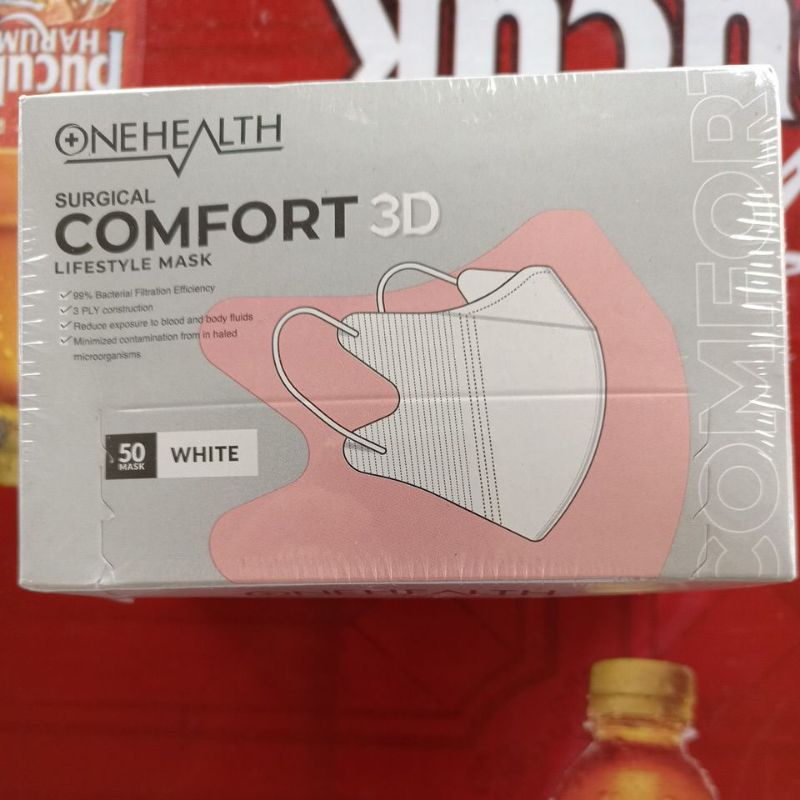 Pucuk
HARUM
ONEHEALTH
SURGICAL
COMFORT 3D
LIFESTYLE MASK
99% Bacterial Filtration Efficiency
3 PLY construction
Reduce exposure to blood and body fluids
Minimized contamination from in haled
microorganisms
50
MASK
WHITE
COMFORT
ONEHEALTH